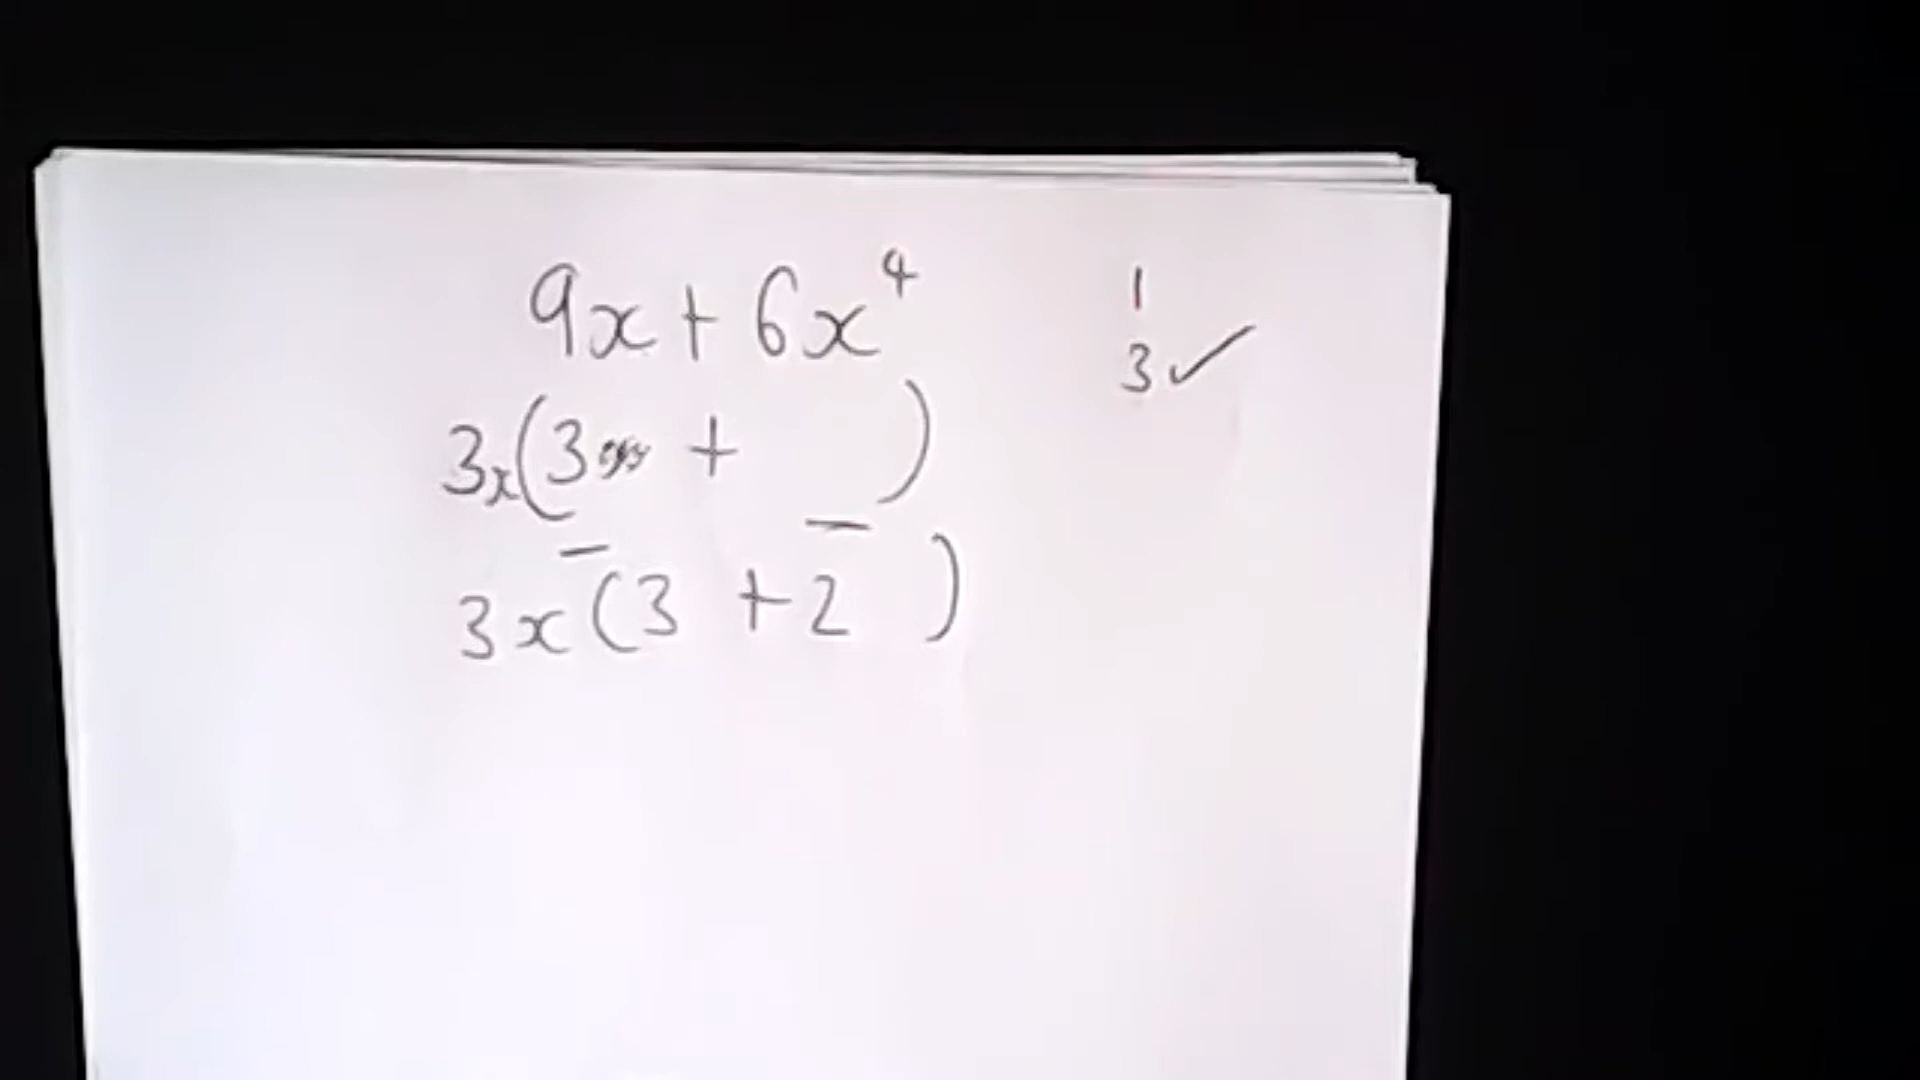 9x + 6x⁴
1
3 ✓
3x(3 + )
3x(3 + 2 )